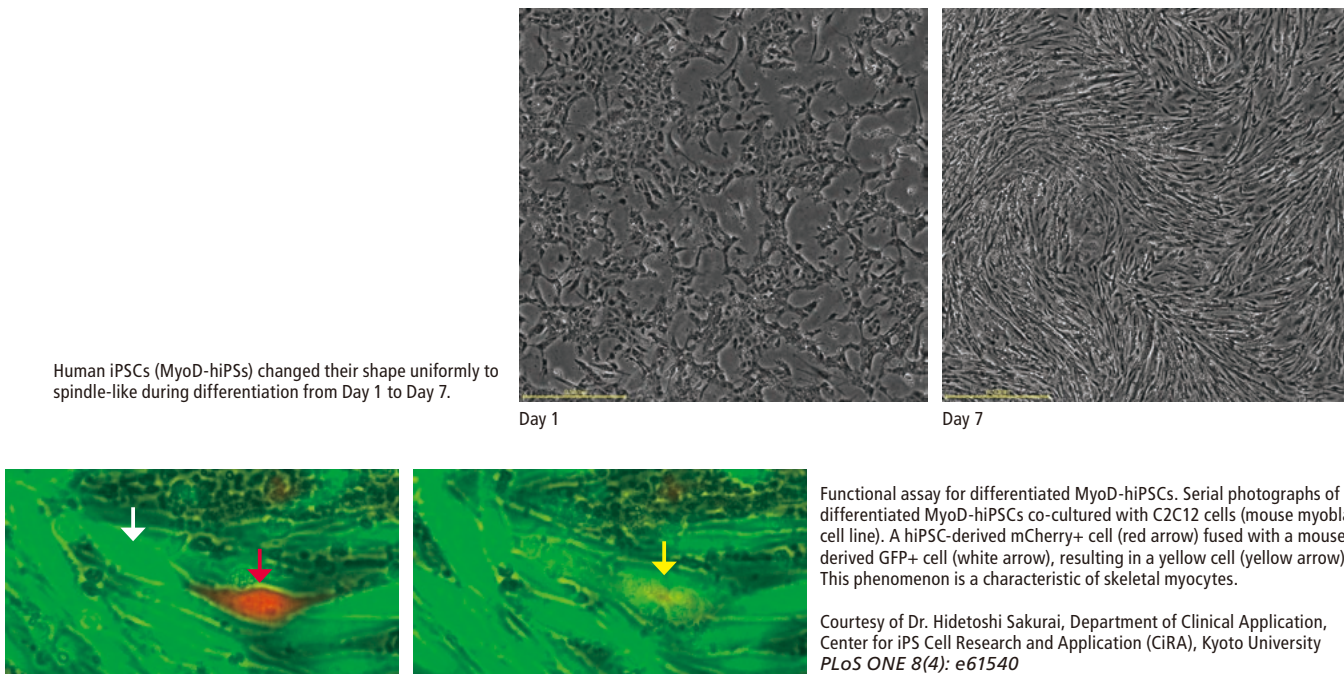 Human iPSCs (MyoD-hiPSs) changed their shape uniformly to
spindle-like during differentiation from Day 1 to Day 7.
Day 1
Day 7
Functional assay for differentiated MyoD-hiPSCs. Serial photographs of
differentiated MyoD-hiPSCs co-cultured with C2C12 cells (mouse myobla
cell line). A hiPSC-derived mCherry+ cell (red arrow) fused with a mouse
derived GFP+ cell (white arrow), resulting in a yellow cell (yellow arrow)
This phenomenon is a characteristic of skeletal myocytes.
Courtesy of Dr. Hidetoshi Sakurai, Department of Clinical Application,
Center for iPS Cell Research and Application (CiRA), Kyoto University
PLoS ONE 8(4): e61540